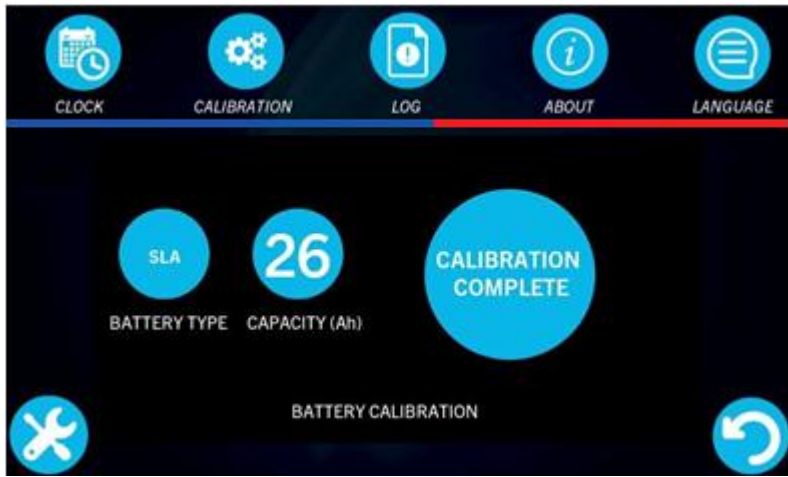 CLOCK
CALIBRATION
LOG
ABOUT
LANGUAGE
SLA
26
CALIBRATION
COMPLETE
BATTERY TYPE
CAPACITY (Ah)
BATTERY CALIBRATION